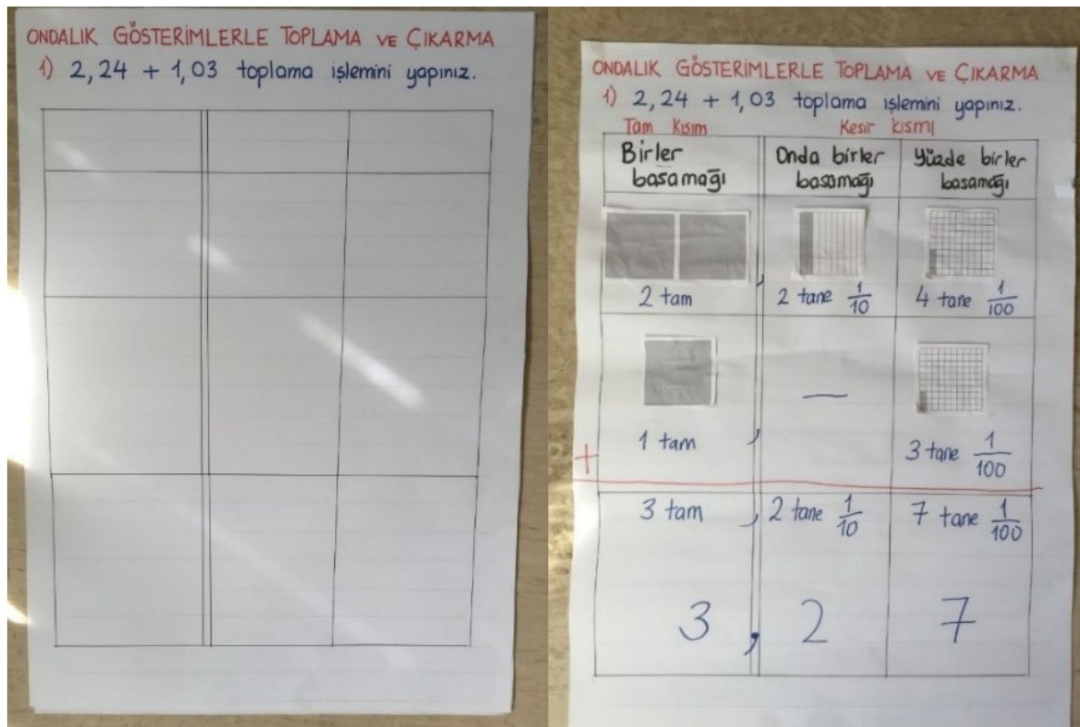 ONDALIK GÖSTERİMLERLE TOPLAMA VE ÇIKARMA
1) 2,24 + 1,03 toplama işlemini yapınız.
ONDALIK GÖSTERİMLERLE TOPLAMA VE ÇIKARMA
1) 2,24 + 1,03 toplama işlemini yapınız.
Tam Kısım Kesir kısmı
Birler basamağı
Onda birler basamağı
Yüzde birler basamağı
2 tam , 2 tane 1/10 4 tane 1/100
1 tam , — 3 tane 1/100
+
3 tam , 2 tane 1/10 7 tane 1/100
3 , 2 7